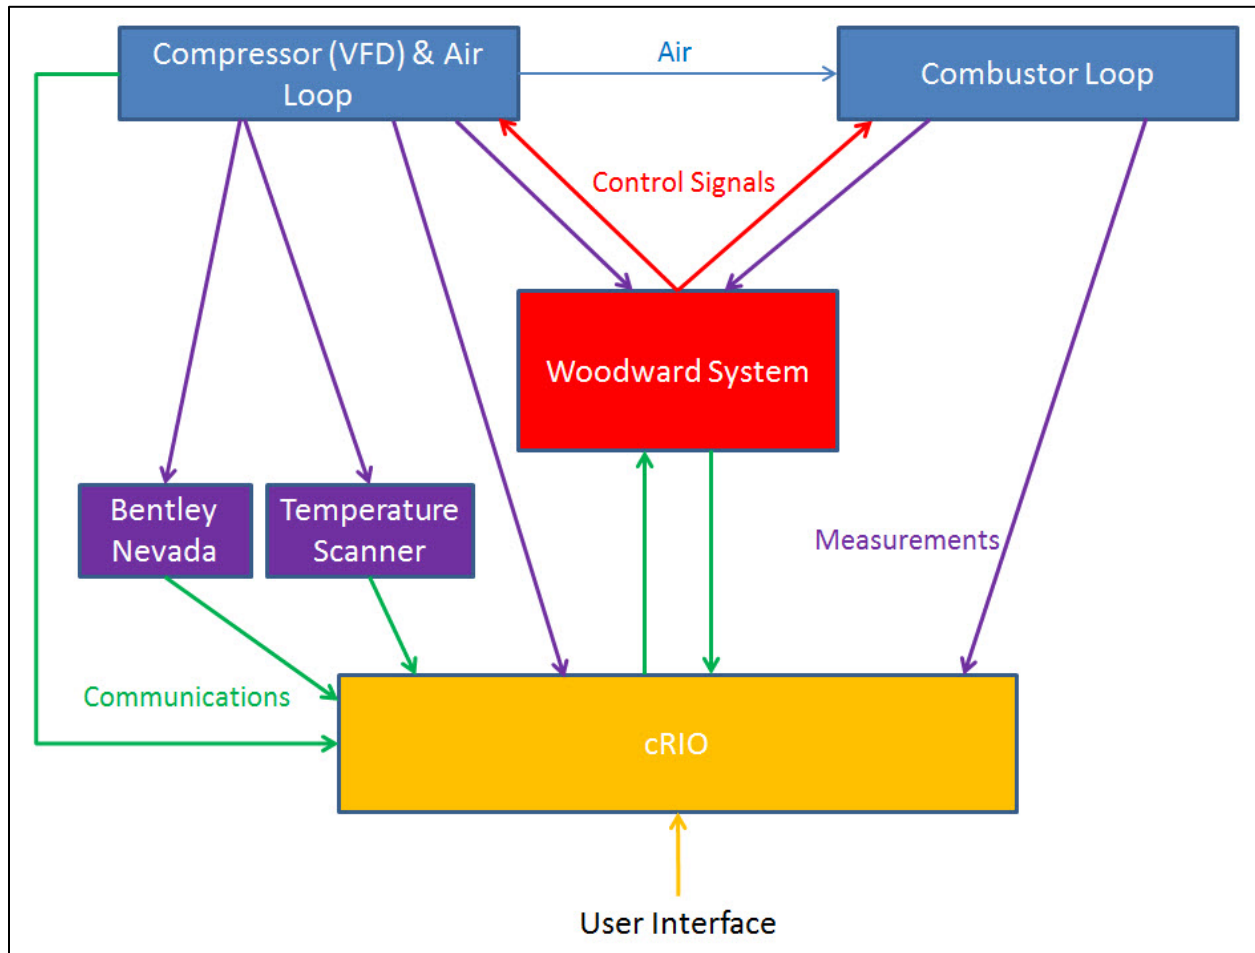 Compressor (VFD) & Air
Loop
Air
Combustor Loop
Control Signals
Woodward System
Bentley
Nevada
Temperature
Scanner
Measurements
Communications
cRIO
User Interface